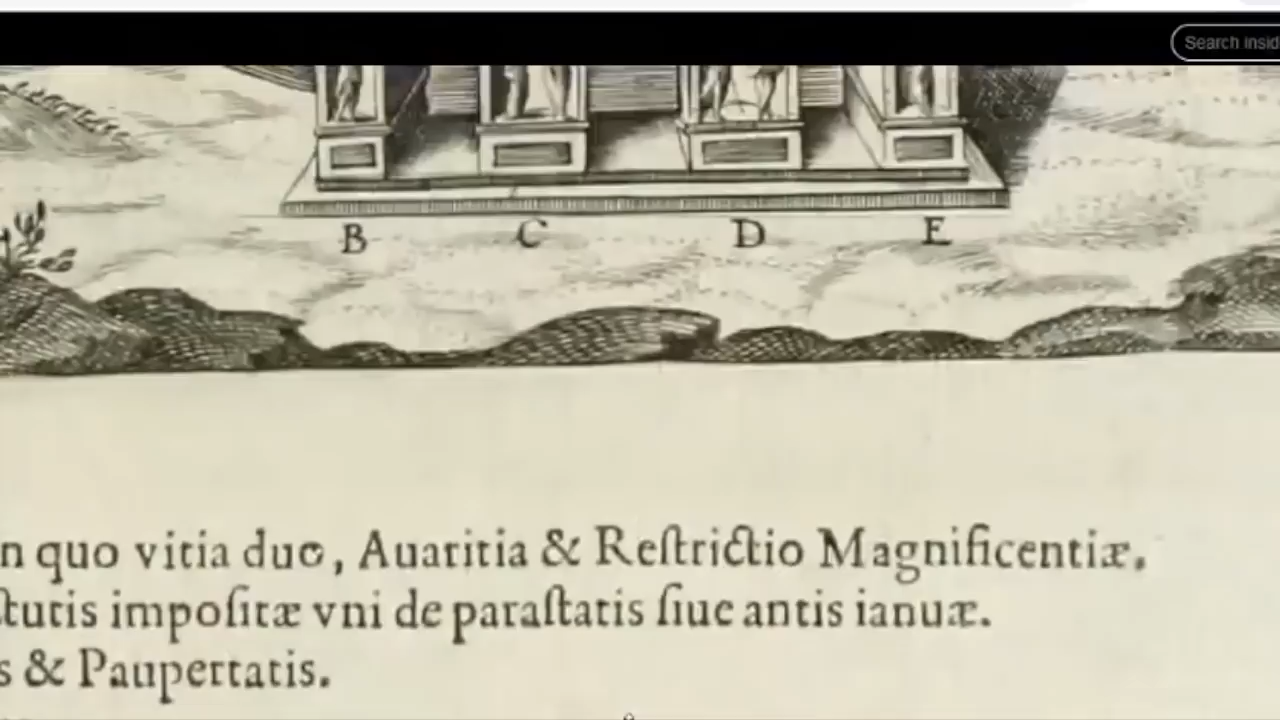 Search insid
B C D E
n quo vitia duo, Auaritia & Reſtrictio Magnificentiæ.
tutis impoſitæ vni de paraſtatis ſiue antis ianuæ.
s & Paupertatis.